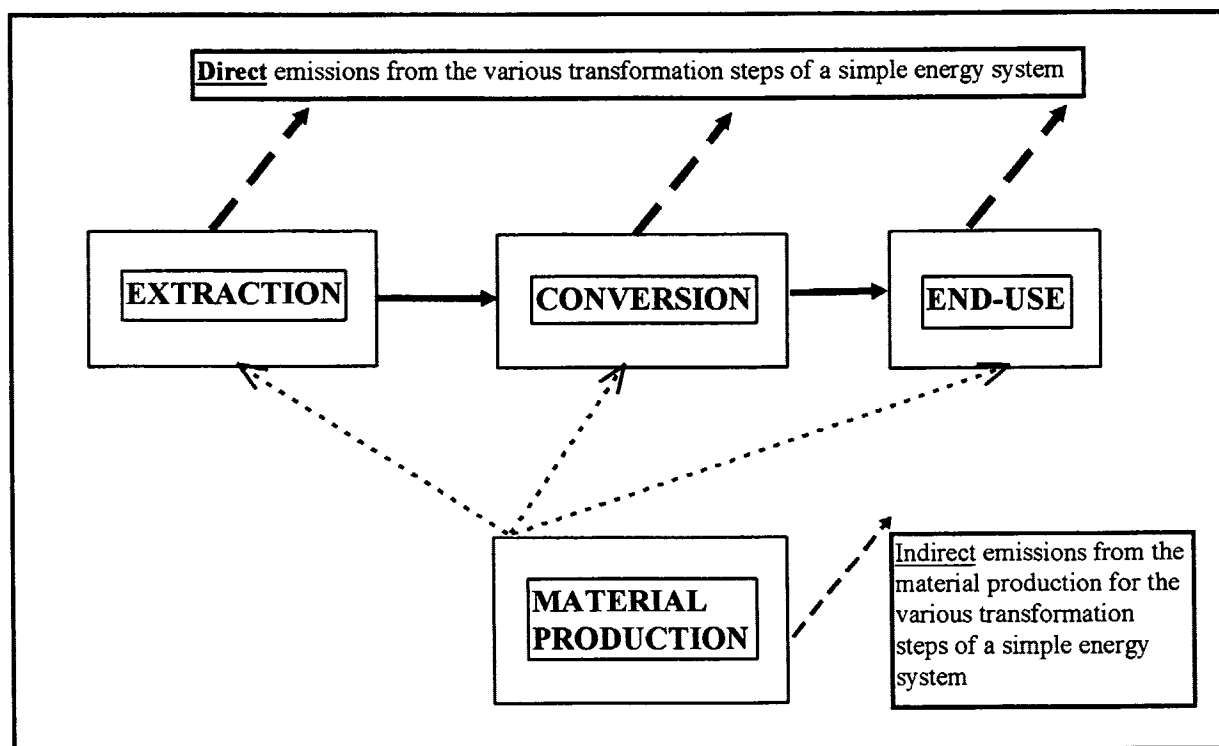 Direct emissions from the various transformation steps of a simple energy system
EXTRACTION
CONVERSION
END-USE
MATERIAL
PRODUCTION
Indirect emissions from the
material production for the
various transformation
steps of a simple energy
system